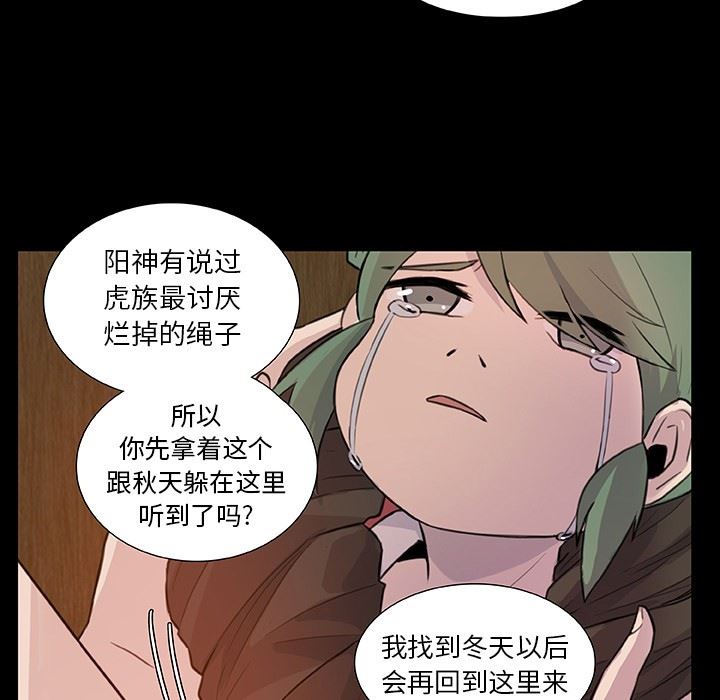 阳神有说过
虎族最讨厌
烂掉的绳子
所以
你先拿着这个
跟秋天躲在这里
听到了吗?
我找到冬天以后
会再回到这里来